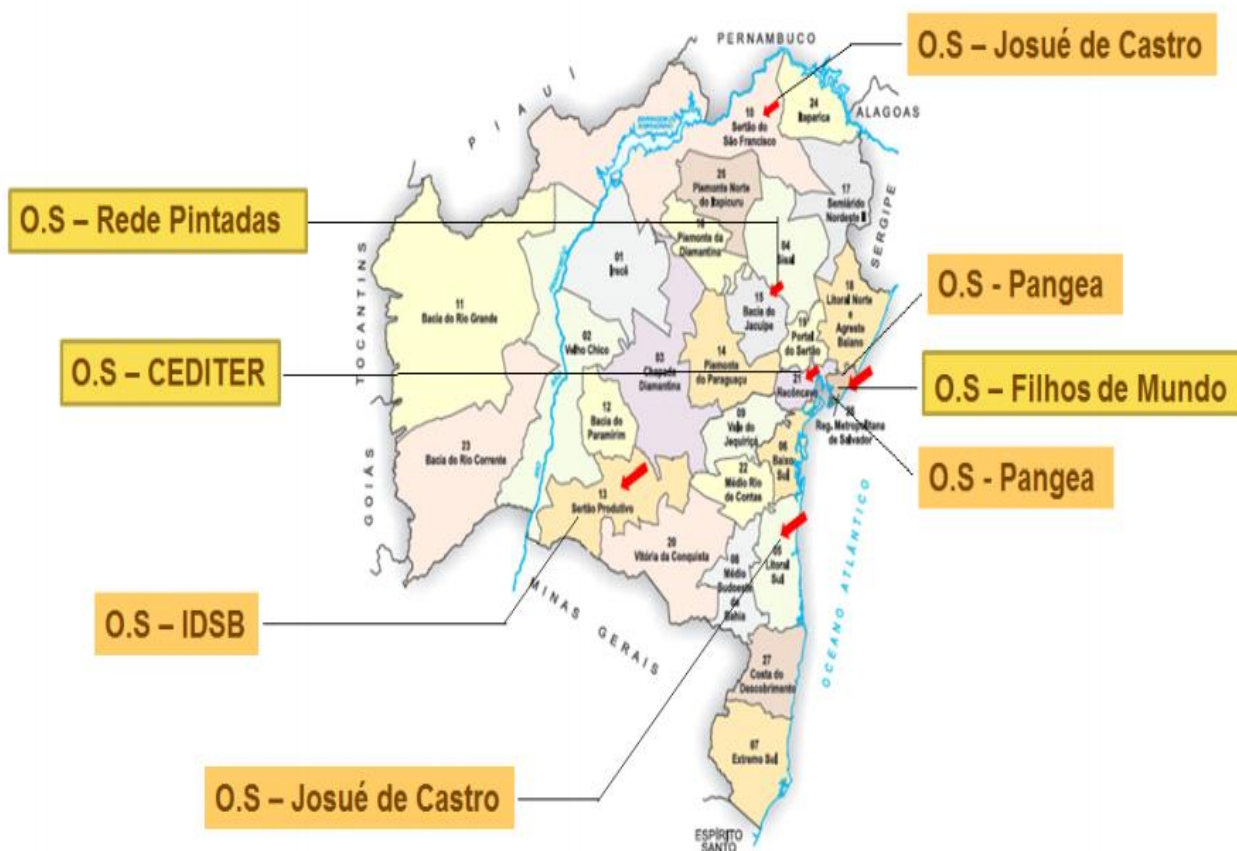 PERNAMBUCO
O.S – Josué de Castro
PIAUÍ
ALAGOAS
10
Sertão do
São Francisco
24
Itaparica
25
Piemonte Norte
do Itapicuru
17
Semiárido
Nordeste II
SERGIPE
O.S – Rede Pintadas
16
Piemonte da
Diamantina
04
Sisal
01
Irecê
TOCANTINS
11
Bacia do Rio Grande
15
Bacia do
Jacuípe
18
Litoral Norte
e
Agreste
Baiano
O.S - Pangea
02
Velho Chico
19
Portal
do Sertão
03
Chapada
Diamantina
14
Piemonte
do Paraguaçu
O.S – CEDITER
21
Recôncavo
O.S – Filhos de Mundo
Reg. Metropolitana
de Salvador
12
Bacia do
Paramirim
09
Vale do
Jequiriçá
06
Baixo
Sul
23
Bacia do Rio Corrente
GOIÁS
O.S - Pangea
22
Médio Rio
de Contas
13
Sertão Produtivo
20
Vitória da Conquista
05
Litoral
Sul
08
Médio
Sudoeste
da
Bahia
OCEANO ATLÂNTICO
MINAS GERAIS
O.S – IDSB
27
Costa do
Descobrimento
07
Extremo Sul
O.S – Josué de Castro
ESPÍRITO
SANTO